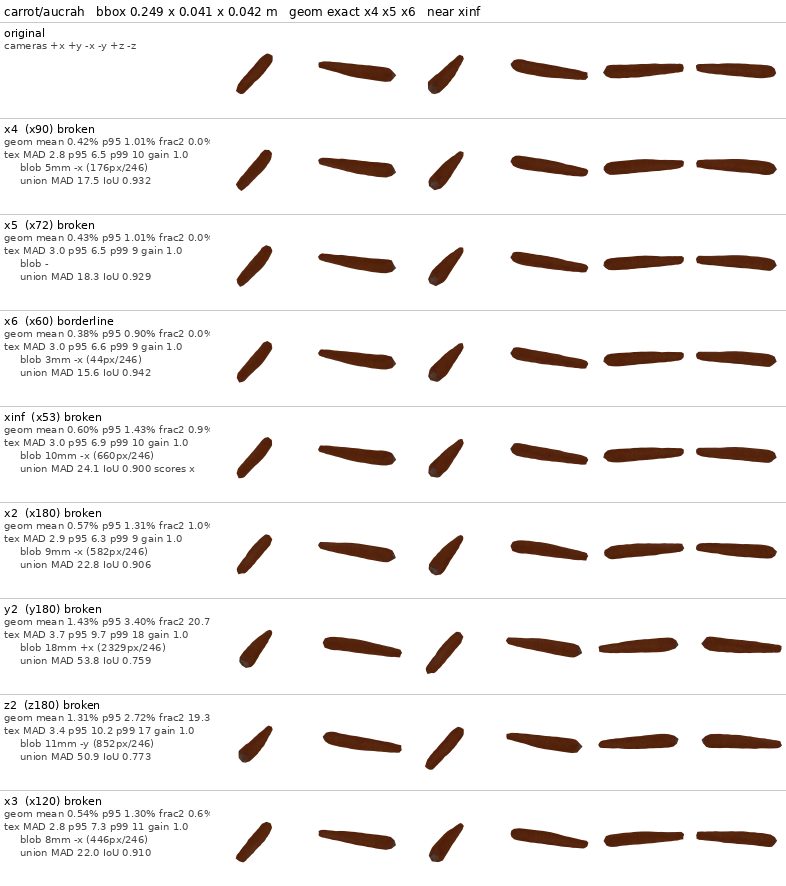 carrot/aucrah   bbox 0.249 x 0.041 x 0.042 m   geom exact x4 x5 x6   near xinf
original
cameras +x +y -x -y +z -z
x4  (x90) broken
geom mean 0.42% p95 1.01% frac2 0.0%
tex MAD 2.8 p95 6.5 p99 10 gain 1.0
blob 5mm -x (176px/246)
union MAD 17.5 IoU 0.932
x5  (x72) broken
geom mean 0.43% p95 1.01% frac2 0.0%
tex MAD 3.0 p95 6.5 p99 9 gain 1.0
blob -
union MAD 18.3 IoU 0.929
x6  (x60) borderline
geom mean 0.38% p95 0.90% frac2 0.0%
tex MAD 3.0 p95 6.6 p99 9 gain 1.0
blob 3mm -x (44px/246)
union MAD 15.6 IoU 0.942
xinf  (x53) broken
geom mean 0.60% p95 1.43% frac2 0.9%
tex MAD 3.0 p95 6.9 p99 10 gain 1.0
blob 10mm -x (660px/246)
union MAD 24.1 IoU 0.900 scores x
x2  (x180) broken
geom mean 0.57% p95 1.31% frac2 1.0%
tex MAD 2.9 p95 6.3 p99 9 gain 1.0
blob 9mm -x (582px/246)
union MAD 22.8 IoU 0.906
y2  (y180) broken
geom mean 1.43% p95 3.40% frac2 20.7
tex MAD 3.7 p95 9.7 p99 18 gain 1.0
blob 18mm +x (2329px/246)
union MAD 53.8 IoU 0.759
z2  (z180) broken
geom mean 1.31% p95 2.72% frac2 19.3
tex MAD 3.4 p95 10.2 p99 17 gain 1.0
blob 11mm -y (852px/246)
union MAD 50.9 IoU 0.773
x3  (x120) broken
geom mean 0.54% p95 1.30% frac2 0.6%
tex MAD 2.8 p95 7.3 p99 11 gain 1.0
blob 8mm -x (446px/246)
union MAD 22.0 IoU 0.910